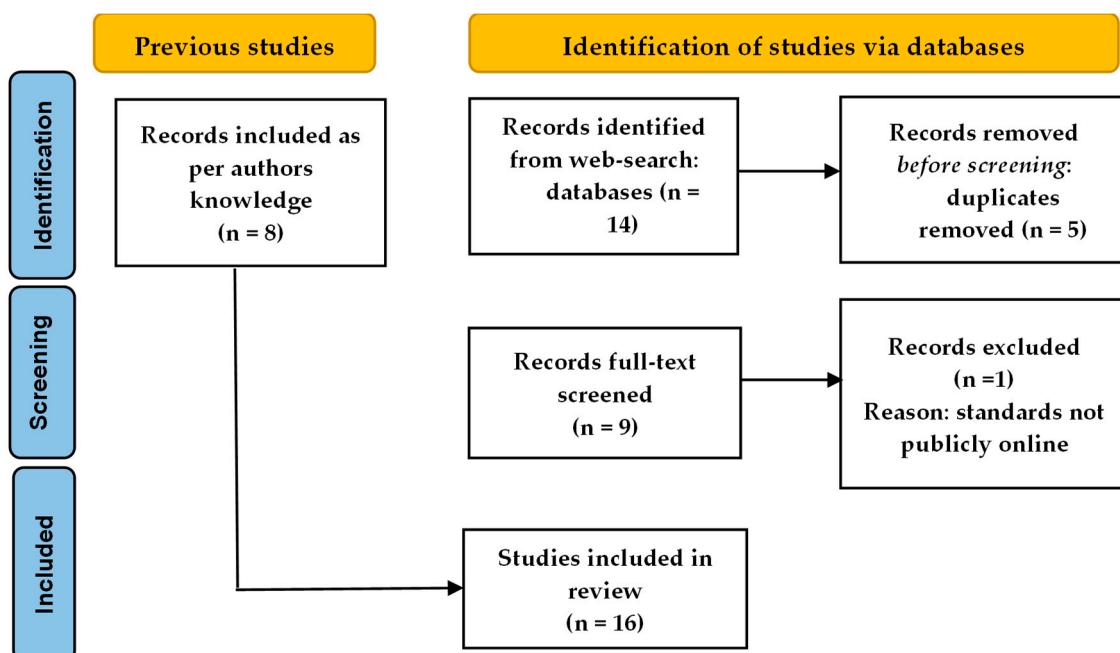 Previous studies
Identification of studies via databases
Identification
Records included as
per authors
knowledge
(n = 8)
Records identified
from web-search:
databases (n =
14)
Records removed
before screening:
duplicates
removed (n = 5)
Screening
Records full-text
screened
(n = 9)
Records excluded
(n =1)
Reason: standards not
publicly online
Included
Studies included in
review
(n = 16)